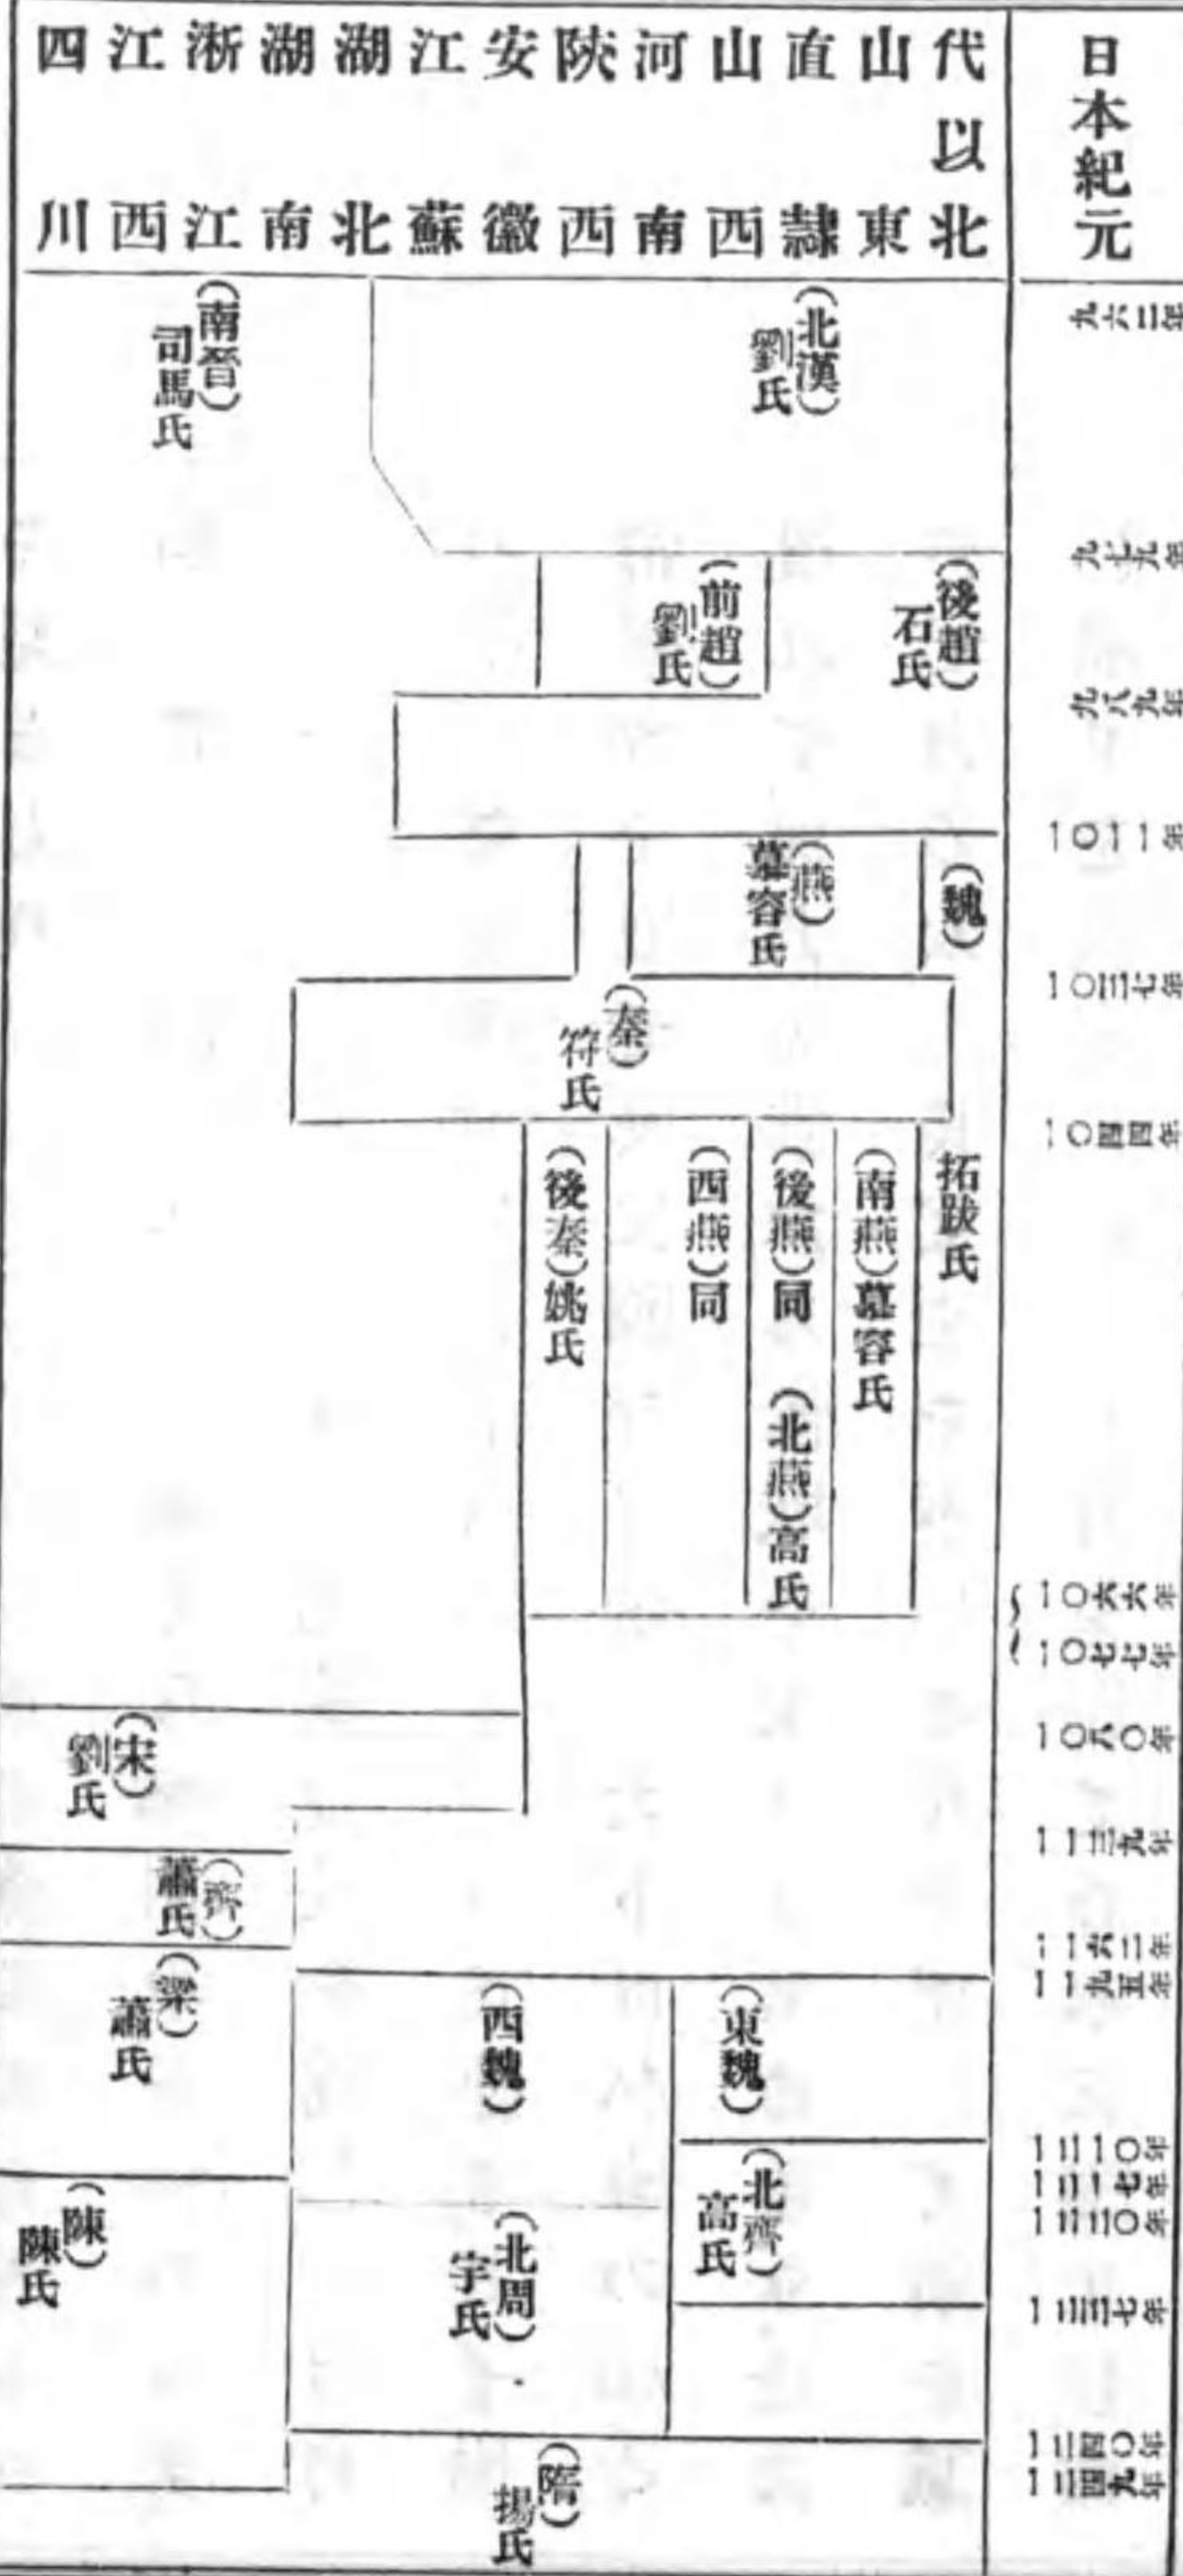 日本紀元
九六二年
九七九年
九八九年
一〇一一年
一〇三七年
一〇四四年
一〇六六年
一〇七七年
一〇八〇年
一一三九年
一一六二年
一一九五年
一二一〇年
一二一七年
一二二〇年
一二三七年
一二四〇年
一二四九年
代以北
山東
直隷
山西
河南
陝西
安徽
江蘇
湖北
湖南
淅江
江西
四川
(北漢)
劉氏
(南晉)
司馬氏
(後趙)
石氏
(前趙)
劉氏
(魏)
(燕)
慕容氏
(秦)
符氏
拓跋氏
(南燕)慕容氏
(後燕)同 (北燕)高氏
(西燕)同
(後秦)姚氏
(宋)
劉氏
(齊)
蕭氏
(梁)
蕭氏
(東魏)
(西魏)
(北齊)
高氏
(北周)
宇氏
(陳)
陳氏
(隋)
揚氏